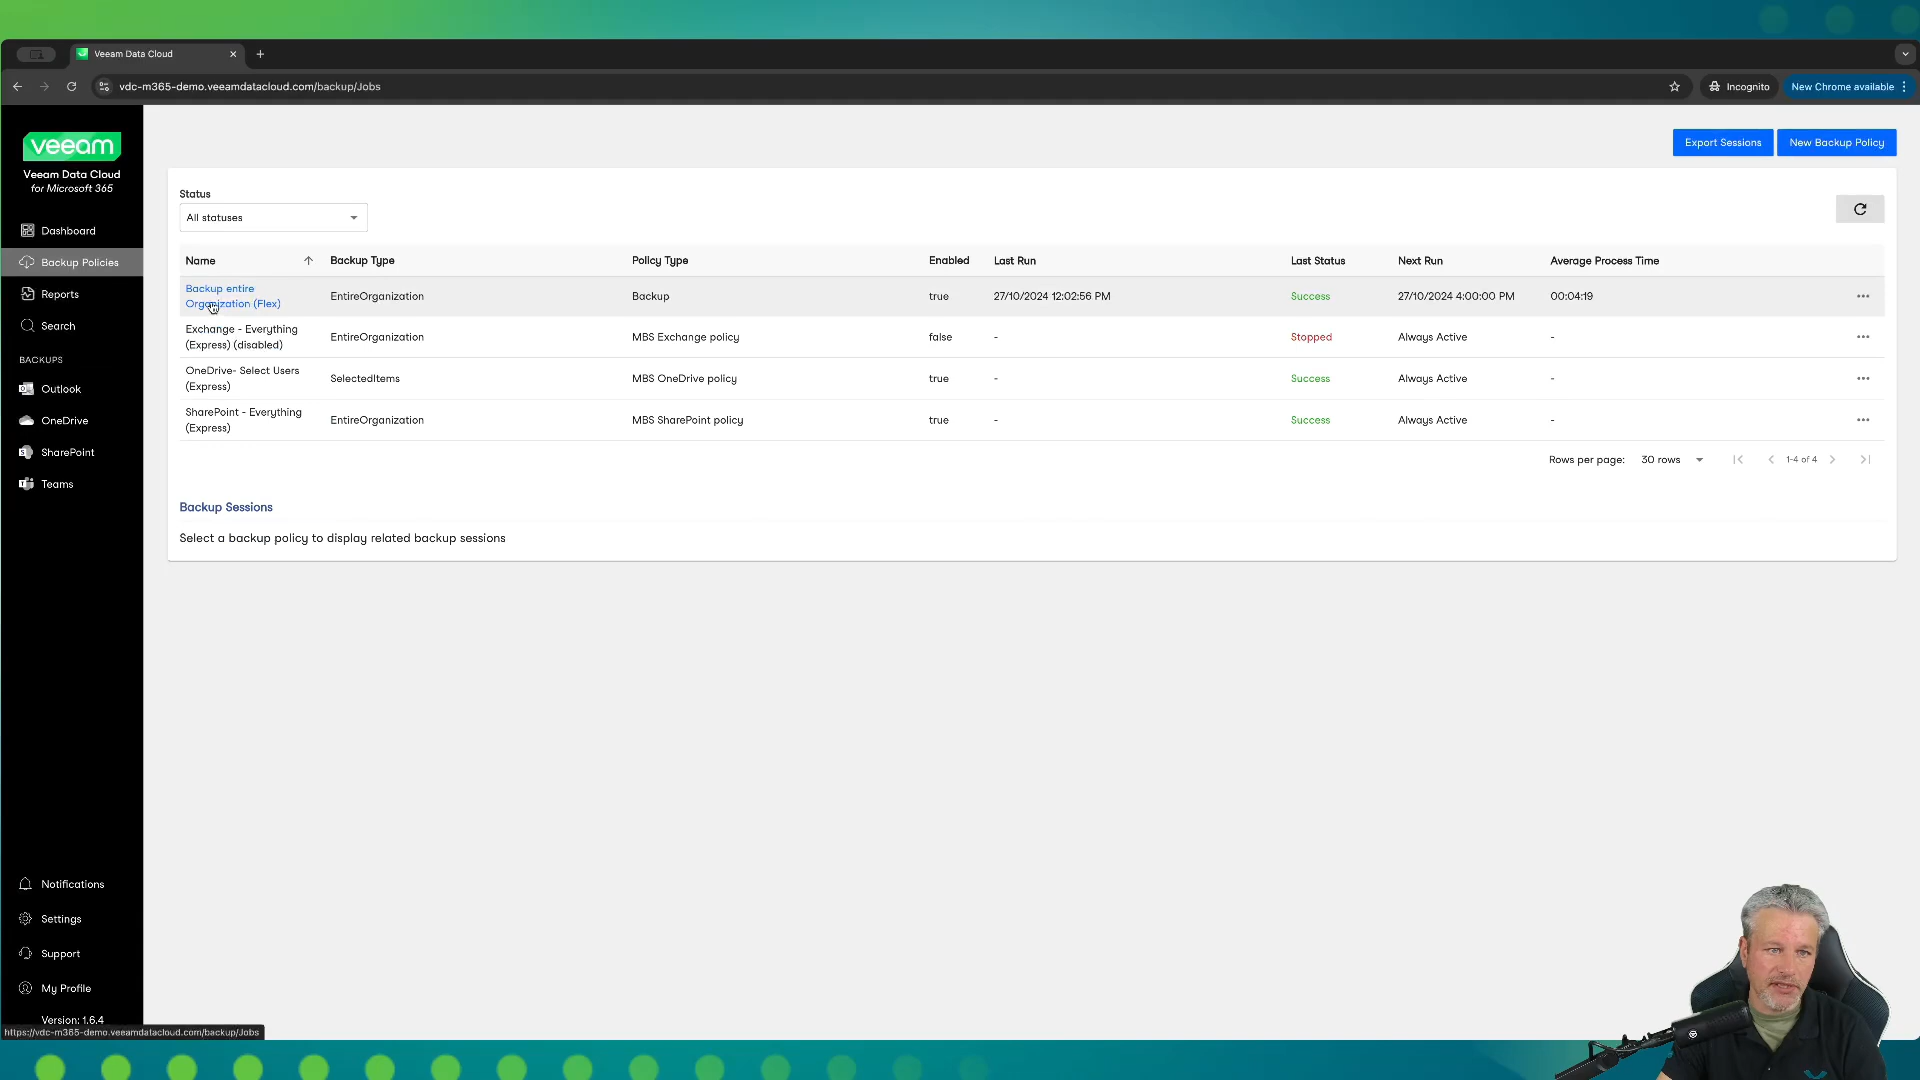 Veeam Data Cloud
vdc-m365-demo.veeamdatacloud.com/backup/Jobs
Incognito
New Chrome available
veeam
Veeam Data Cloud
for Microsoft 365
Dashboard
Backup Policies
Reports
Search
BACKUPS
Outlook
OneDrive
SharePoint
Teams
Notifications
Settings
Support
My Profile
Version: 1.6.4
https://vdc-m365-demo.veeamdatacloud.com/backup/Jobs
Export Sessions
New Backup Policy
Status
All statuses
Name Backup Type Policy Type Enabled Last Run Last Status Next Run Average Process Time
Backup entire
Organization (Flex) EntireOrganization Backup true 27/10/2024 12:02:56 PM Success 27/10/2024 4:00:00 PM 00:04:19
Exchange - Everything
(Express) (disabled) EntireOrganization MBS Exchange policy false - Stopped Always Active -
OneDrive- Select Users
(Express) SelectedItems MBS OneDrive policy true - Success Always Active -
SharePoint - Everything
(Express) EntireOrganization MBS SharePoint policy true - Success Always Active -
Rows per page: 30 rows 1-4 of 4
Backup Sessions
Select a backup policy to display related backup sessions